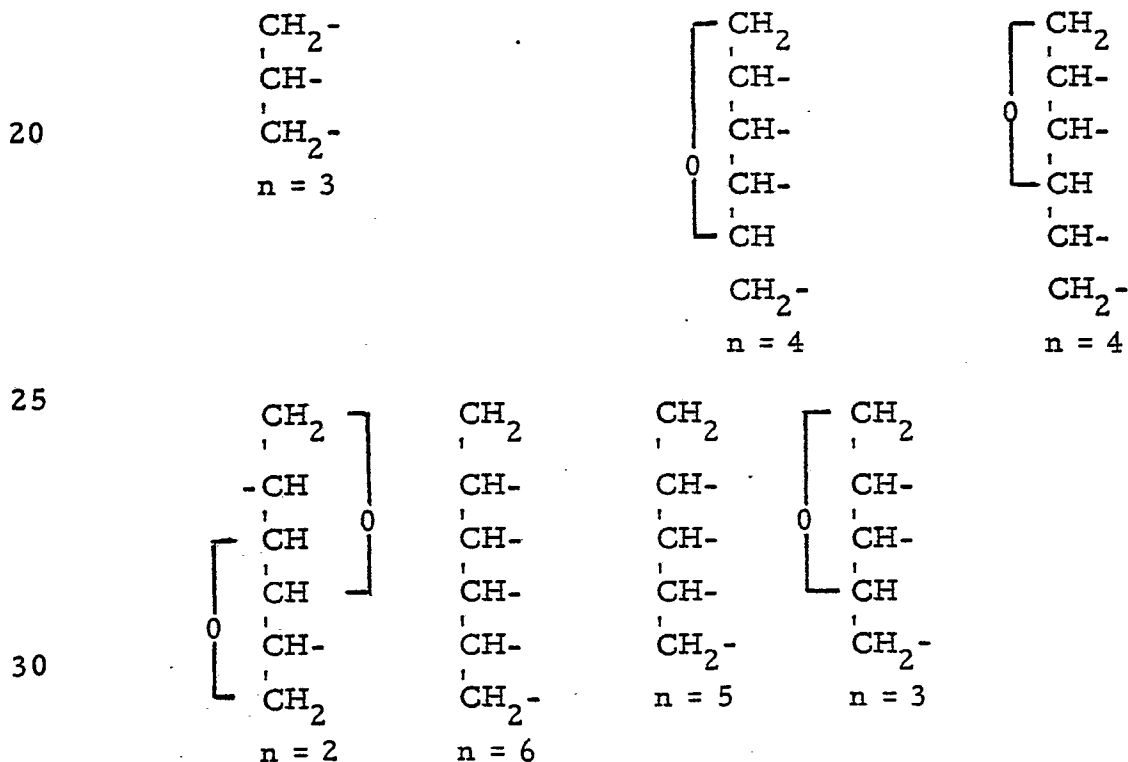 CH2- CH2 CH2
CH- CH- CH-
20 CH2- O CH- O CH-
n = 3 CH- CH
CH CH-
CH2- CH2-
n = 4 n = 4
25 CH2 CH2 CH2 CH2
-CH O CH- CH- O CH-
CH CH- CH- CH-
O CH CH- CH- CH
CH- CH- CH2- CH2-
30 CH2 CH2- n = 5 n = 3
n = 2 n = 6